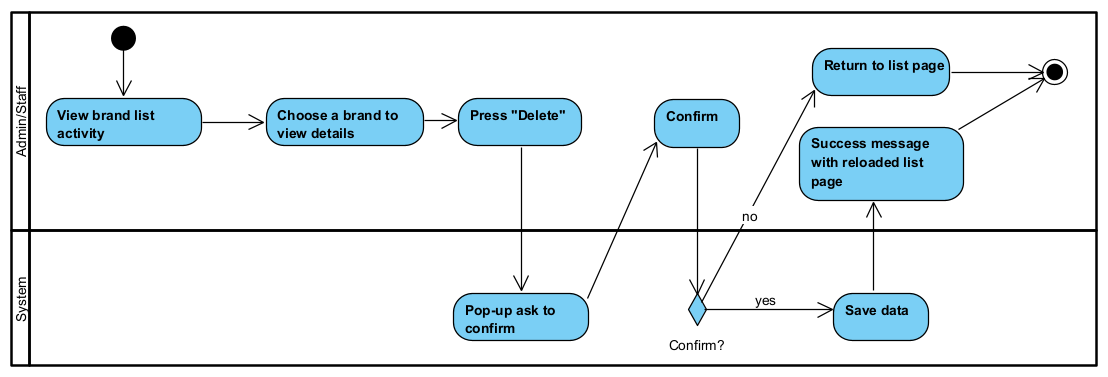 Admin/Staff
View brand list
activity
Choose a brand to
view details
Press "Delete"
Confirm
Return to list page
Success message
with reloaded list
page
no
System
Pop-up ask to
confirm
Confirm?
yes
Save data